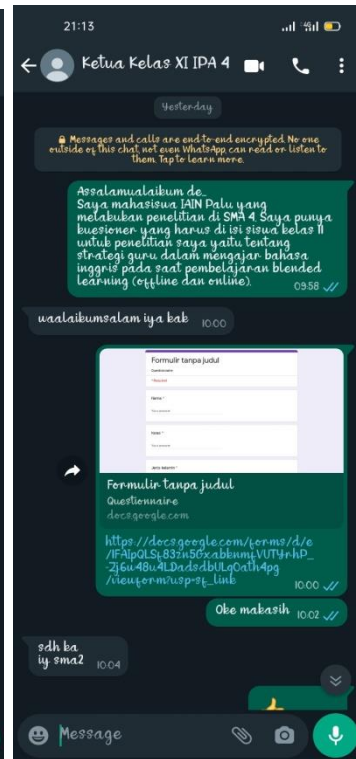 21:13
Ketua Kelas XI IPA 4
Yesterday
Messages and calls are end-to-end encrypted. No one
outside of this chat, not even WhatsApp, can read or listen to
them. Tap to learn more.
Assalamualaikum de..
Saya mahasiswa IAIN Palu yang
melakukan penelitian di SMA 4. Saya punya
kuesioner yang harus di isi siswa kelas 11
untuk penelitian saya yaitu tentang
strategi guru dalam mengajar bahasa
inggris pada saat pembelajaran blended
learning (offline dan online).
09.58
waalaikumsalam iya kak
10.00
Formulir tanpa judul
Questionnaire
Nama *
Kelas *
Formulir tanpa judul
Questionnaire
docs.google.com
https://docs.google.com/forms/d/e
/viewform?usp=sf_link
10.00
Oke makasih
10.02
sdh ka
iy sma2
10.04
Message